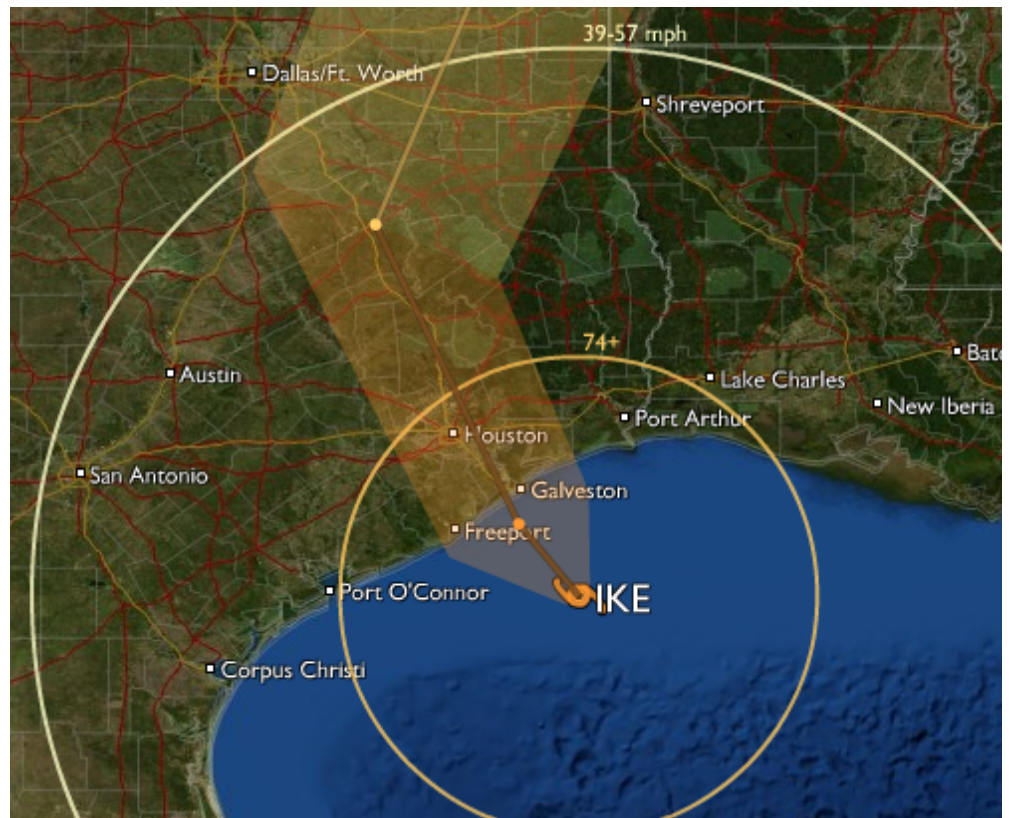 39-57 mph
Dallas/Ft. Worth
Shreveport
74+
Bato
Austin
Lake Charles
New Iberia
Port Arthur
Houston
San Antonio
Galveston
Freeport
Port O'Connor
IKE
Corpus Christi